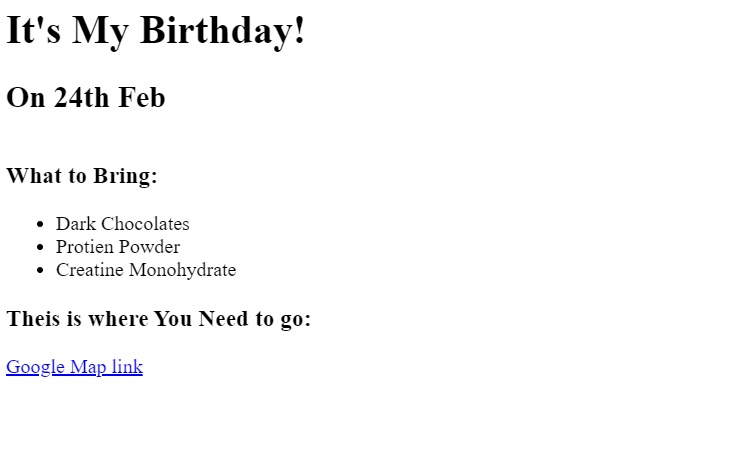 It's My Birthday!
On 24th Feb
What to Bring:
Dark Chocolates
Protien Powder
Creatine Monohydrate
Theis is where You Need to go:
Google Map link